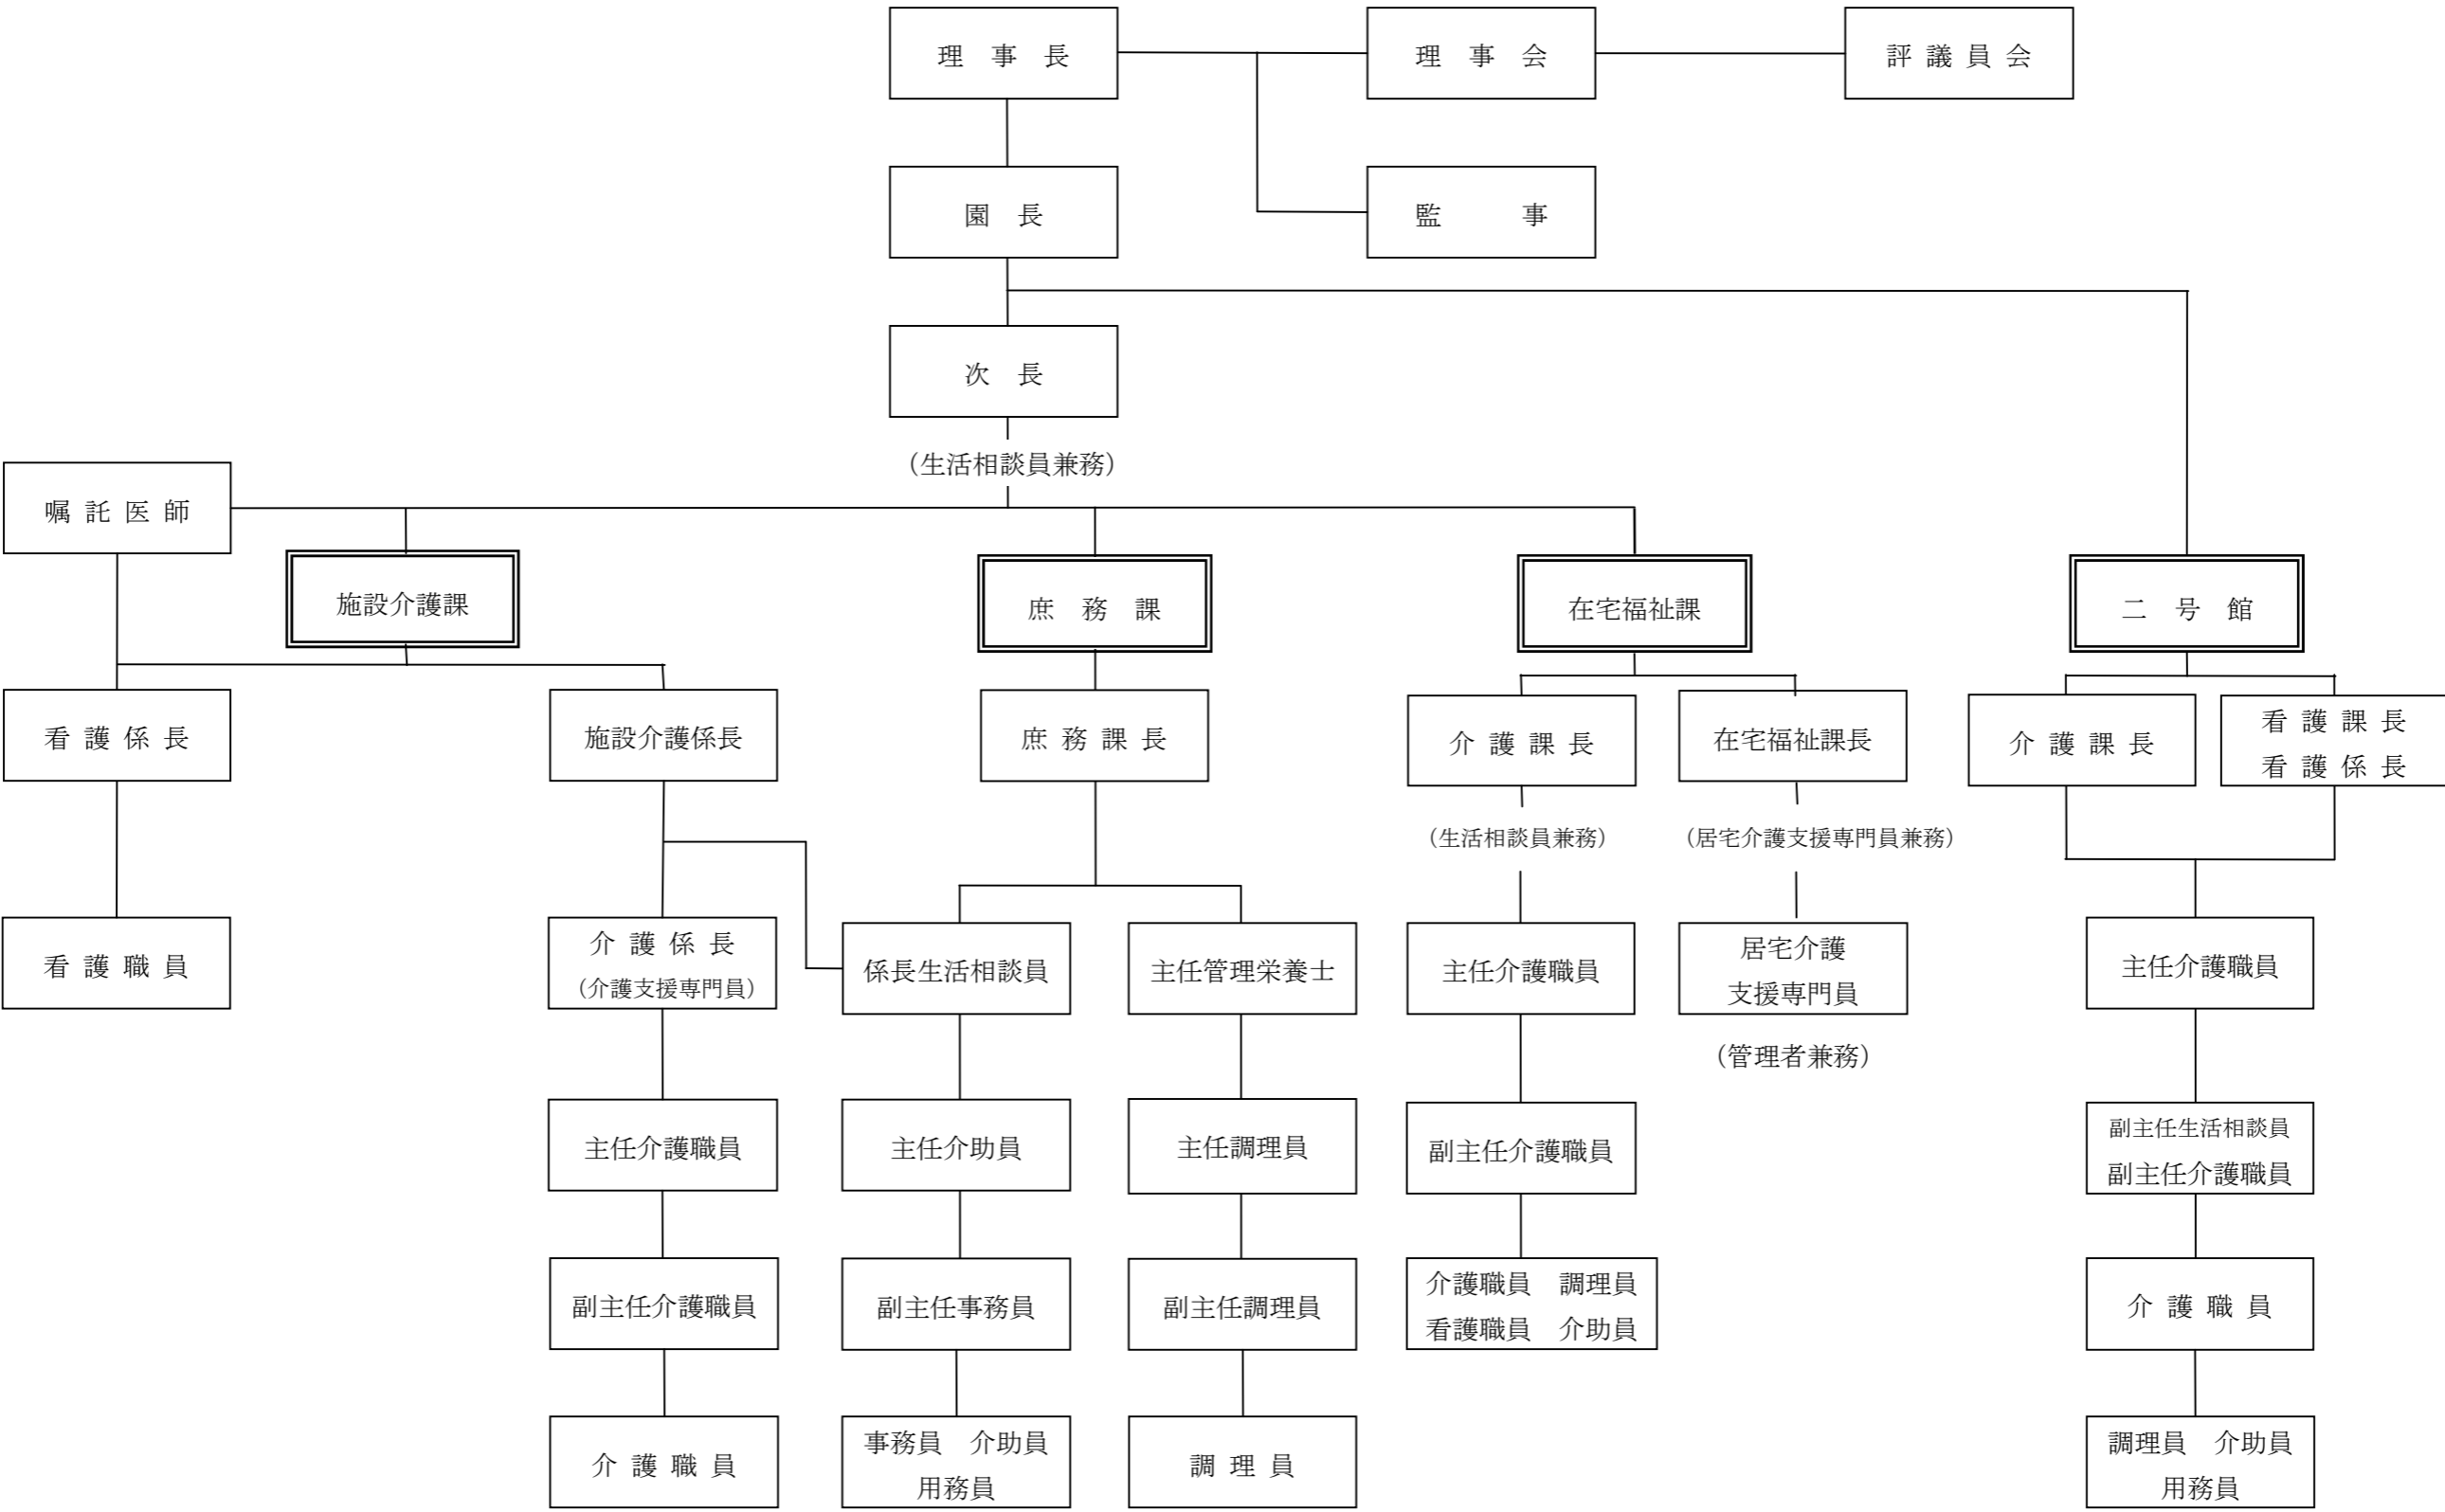 理　事　長
理　事　会
評 議 員 会
園　長
監　　　事
次　長
（生活相談員兼務）
嘱 託 医 師
施設介護課
庶　務　課
在宅福祉課
二　号　館
看 護 係 長
施設介護係長
庶 務 課 長
介 護 課 長
在宅福祉課長
介 護 課 長
看 護 課 長
看 護 係 長
（生活相談員兼務）
（居宅介護支援専門員兼務）
看 護 職 員
介 護 係 長
（介護支援専門員）
係長生活相談員
主任管理栄養士
主任介護職員
居宅介護
支援専門員
（管理者兼務）
主任介護職員
主任介護職員
主任介助員
主任調理員
副主任介護職員
副主任生活相談員
副主任介護職員
副主任介護職員
副主任事務員
副主任調理員
介護職員　調理員
看護職員　介助員
介 護 職 員
介 護 職 員
事務員　介助員
用務員
調 理 員
調理員　介助員
用務員